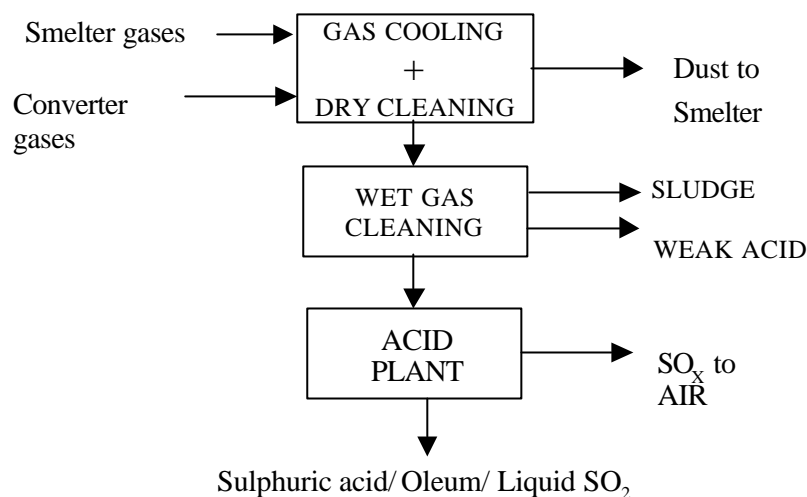 Smelter gases
Converter
gases
GAS COOLING
+
DRY CLEANING
Dust to
Smelter
WET GAS
CLEANING
SLUDGE
WEAK ACID
ACID
PLANT
SOX to
AIR
Sulphuric acid/ Oleum/ Liquid SO2